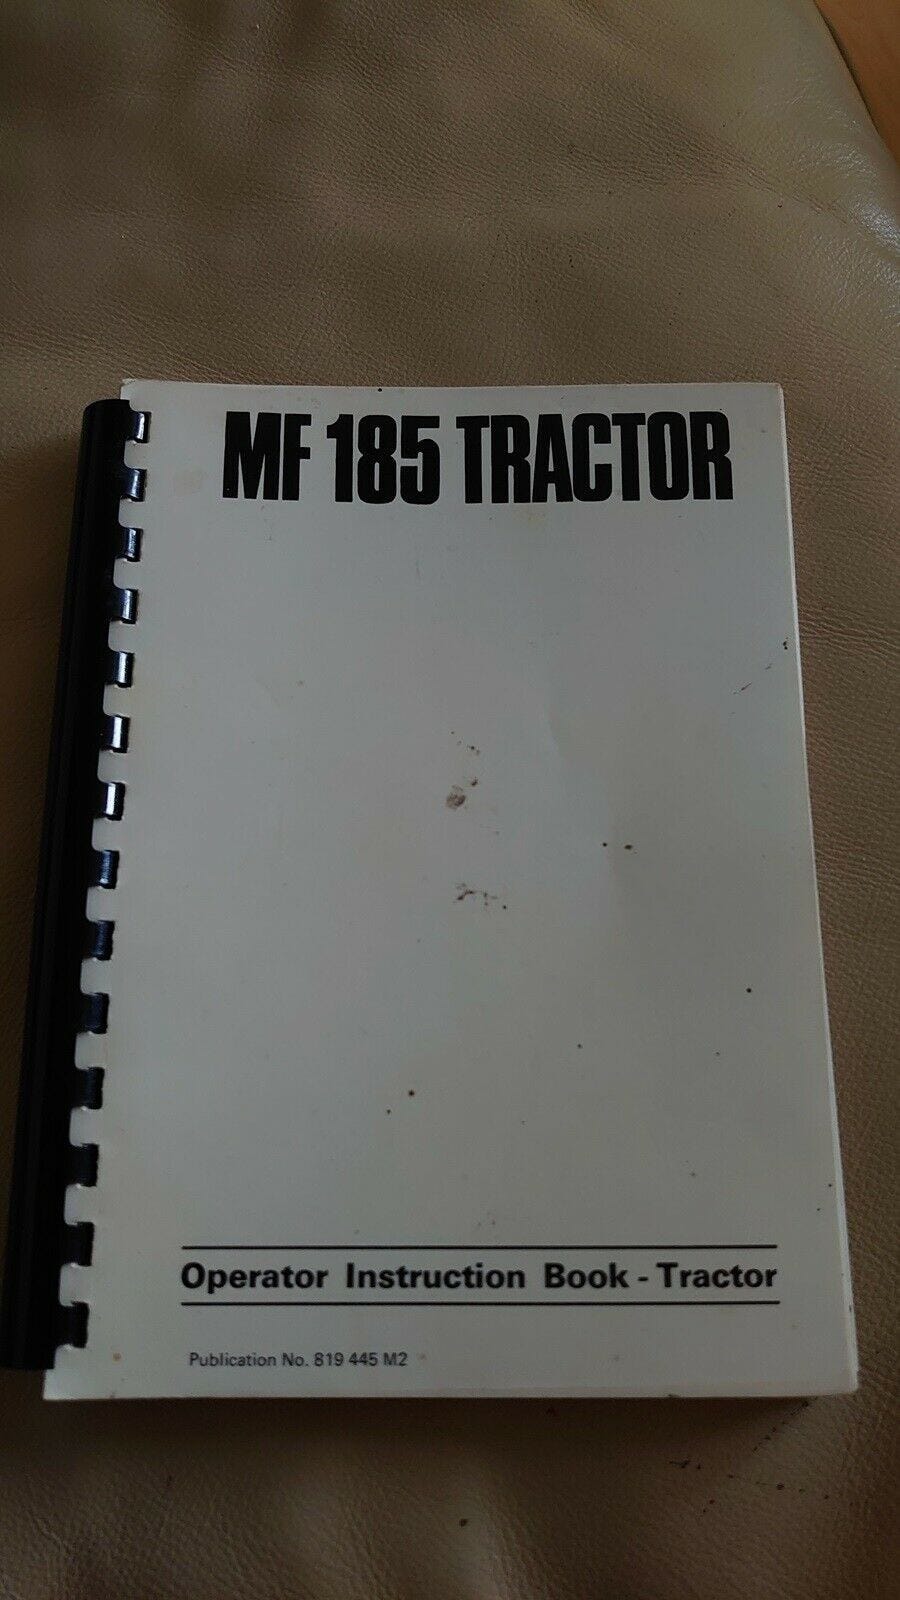 MF 185 TRACTOR
Operator Instruction Book - Tractor
Publication No. 819 445 M2